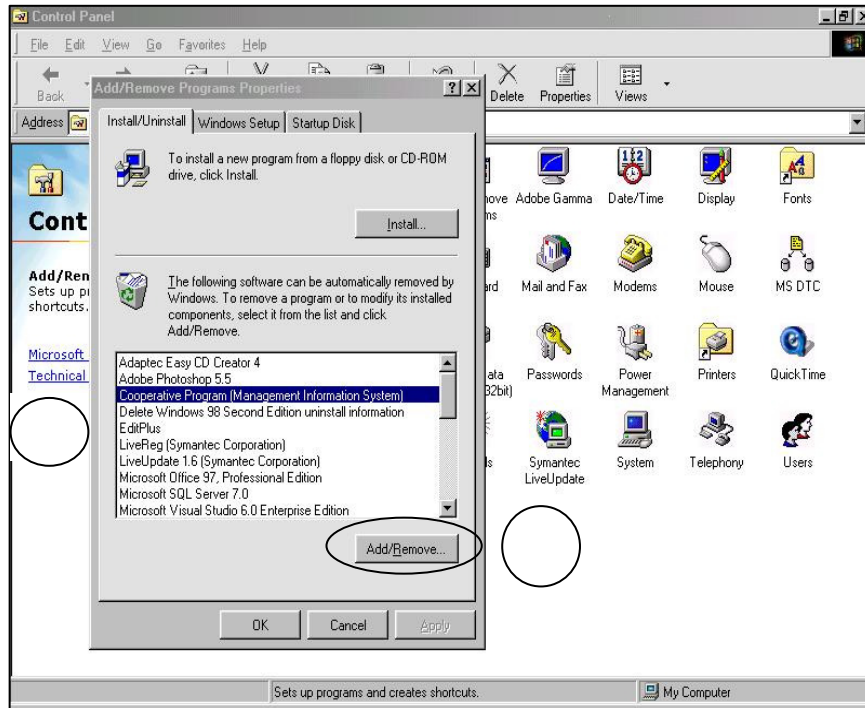 Control Panel
File Edit View Go Favorites Help
Back Delete Properties Views
Address
Add/Remove Programs Properties
Install/Uninstall Windows Setup Startup Disk
To install a new program from a floppy disk or CD-ROM
drive, click Install.
Install...
The following software can be automatically removed by
Windows. To remove a program or to modify its installed
components, select it from the list and click
Add/Remove.
Adaptec Easy CD Creator 4
Adobe Photoshop 5.5
Cooperative Program (Management Information System)
Delete Windows 98 Second Edition uninstall information
EditPlus
LiveReg (Symantec Corporation)
LiveUpdate 1.6 (Symantec Corporation)
Microsoft Office 97, Professional Edition
Microsoft SQL Server 7.0
Microsoft Visual Studio 6.0 Enterprise Edition
Add/Remove...
OK Cancel Apply
Cont
Add/Ren
Sets up pr
shortcuts.
Microsoft
Technical
Adobe Gamma Date/Time Display Fonts
Mail and Fax Modems Mouse MS DTC
Passwords Power Management Printers QuickTime
32bit)
Symantec LiveUpdate System Telephony Users
Sets up programs and creates shortcuts. My Computer